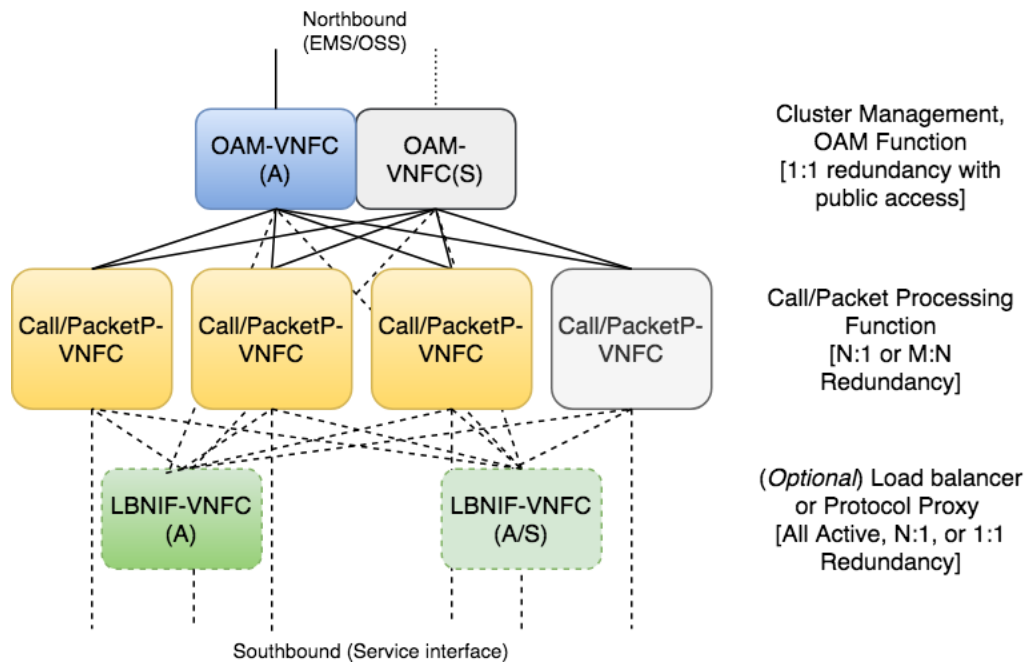 Northbound
(EMS/OSS)
OAM-VNFC
(A)
OAM-
VNFC(S)
Cluster Management,
OAM Function
[1:1 redundancy with
public access]
Call/PacketP-
VNFC
Call/PacketP-
VNFC
Call/PacketP-
VNFC
Call/PacketP-
VNFC
Call/Packet Processing
Function
[N:1 or M:N
Redundancy]
LBNIF-VNFC
(A)
LBNIF-VNFC
(A/S)
(Optional) Load balancer
or Protocol Proxy
[All Active, N:1, or 1:1
Redundancy]
Southbound (Service interface)